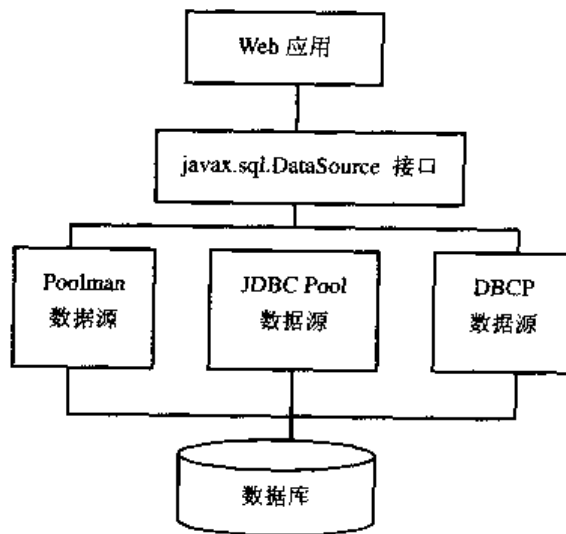 Web 应用
javax.sql.DataSource 接口
Poolman
数据源
JDBC Pool
数据源
DBCP
数据源
数据库